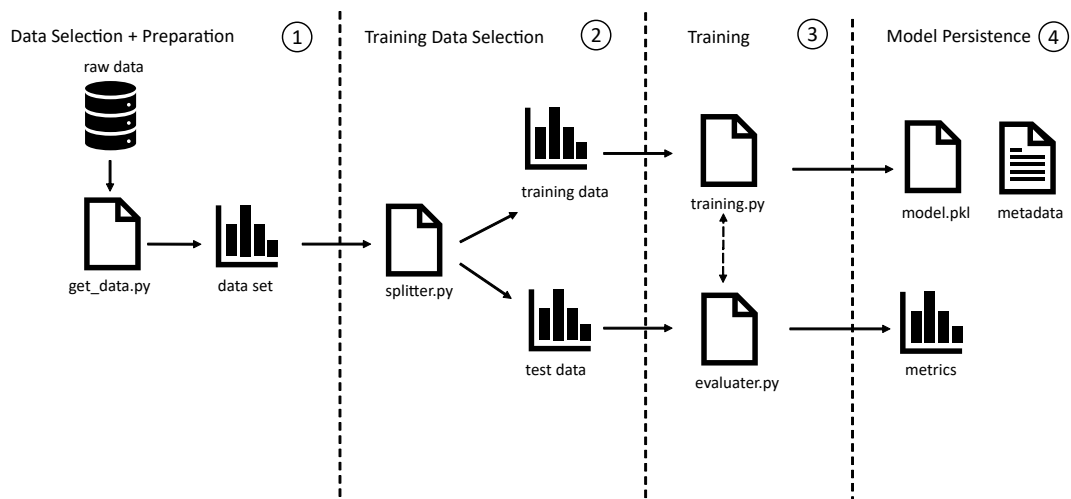 Data Selection + Preparation 1
raw data
get_data.py
data set
Training Data Selection 2
training data
splitter.py
test data
Training 3
training.py
evaluater.py
Model Persistence 4
model.pkl
metadata
metrics